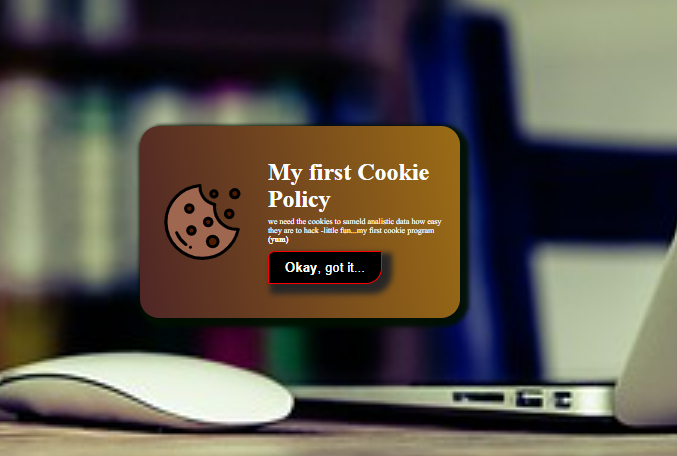 My first Cookie
Policy
we need the cookies to sameld analistic data how easy
they are to hack -little fun...my first cookie program
(yum)
Okay, got it...